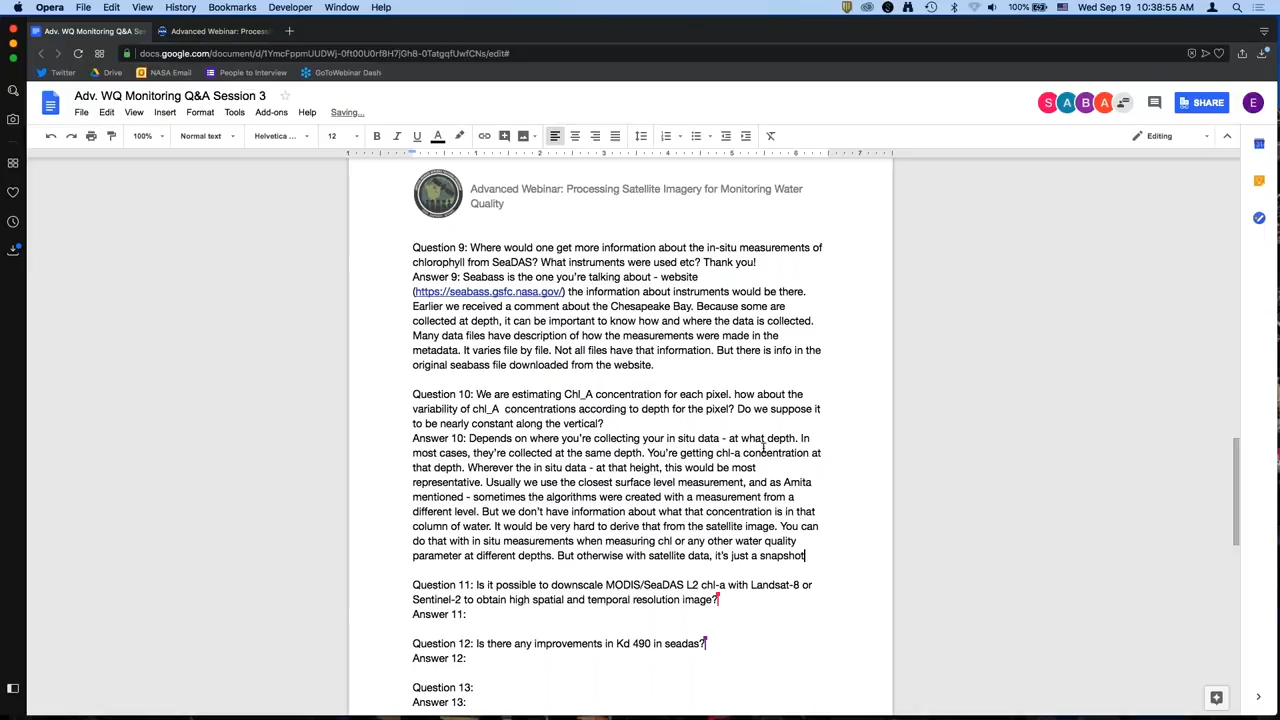 Opera File Edit View History Bookmarks Developer Window Help 100% Wed Sep 19 10:38:55 AM
Adv. WQ Monitoring Q&A Se Advanced Webinar: Process
docs.google.com/document/d/1YmcFppmUUDWj-0ft00U0rf8H7jGh8-0TatgqfUwfCNs/edit#
Twitter Drive NASA Email People to Interview GoToWebinar Dash
Adv. WQ Monitoring Q&A Session 3
File Edit View Insert Format Tools Add-ons Help Saving...
S A B A SHARE E
100% Normal text Helvetica ... 12 B I U A Editing
1 1 2 3 4 5 6 7
Advanced Webinar: Processing Satellite Imagery for Monitoring Water
Quality
Question 9: Where would one get more information about the in-situ measurements of
chlorophyll from SeaDAS? What instruments were used etc? Thank you!
Answer 9: Seabass is the one you're talking about - website
(https://seabass.gsfc.nasa.gov/) the information about instruments would be there.
Earlier we received a comment about the Chesapeake Bay. Because some are
collected at depth, it can be important to know how and where the data is collected.
Many data files have description of how the measurements were made in the
metadata. It varies file by file. Not all files have that information. But there is info in the
original seabass file downloaded from the website.
Question 10: We are estimating Chl_A concentration for each pixel. how about the
variability of chl_A concentrations according to depth for the pixel? Do we suppose it
to be nearly constant along the vertical?
Answer 10: Depends on where you're collecting your in situ data - at what depth. In
most cases, they're collected at the same depth. You're getting chl-a concentration at
that depth. Wherever the in situ data - at that height, this would be most
representative. Usually we use the closest surface level measurement, and as Amita
mentioned - sometimes the algorithms were created with a measurement from a
different level. But we don't have information about what that concentration is in that
column of water. It would be very hard to derive that from the satellite image. You can
do that with in situ measurements when measuring chl or any other water quality
parameter at different depths. But otherwise with satellite data, it's just a snapshot
Question 11: Is it possible to downscale MODIS/SeaDAS L2 chl-a with Landsat-8 or
Sentinel-2 to obtain high spatial and temporal resolution image?
Answer 11:
Question 12: Is there any improvements in Kd 490 in seadas?
Answer 12:
Question 13:
Answer 13: